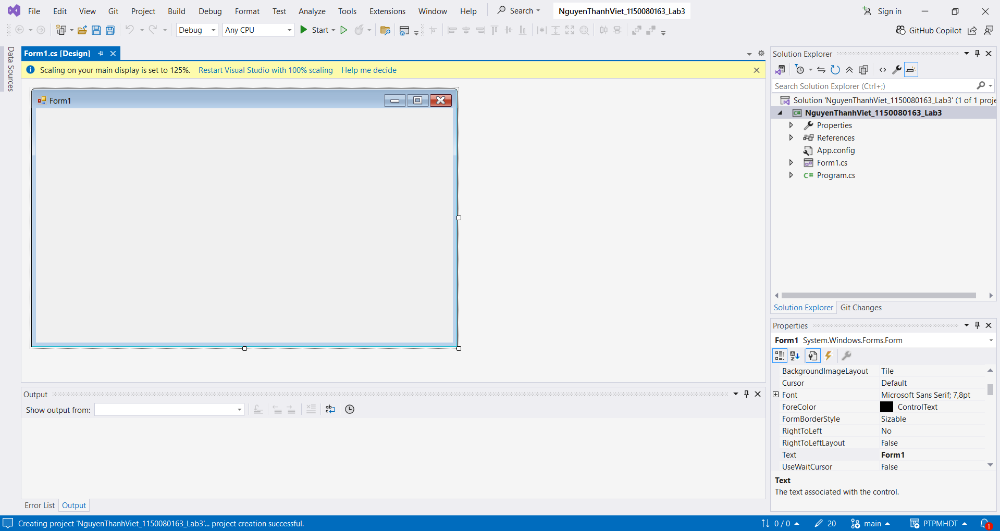 File Edit View Git Project Build Debug Format Test Analyze Tools Extensions Window Help Search NguyenThanhViet_1150080163_Lab3 Sign in
Debug Any CPU Start GitHub Copilot
Data Sources
Form1.cs [Design]
Scaling on your main display is set to 125%. Restart Visual Studio with 100% scaling Help me decide
Form1
Solution Explorer
Search Solution Explorer (Ctrl+;)
Solution 'NguyenThanhViet_1150080163_Lab3' (1 of 1 proje
NguyenThanhViet_1150080163_Lab3
Properties
References
App.config
Form1.cs
C# Program.cs
Solution Explorer Git Changes
Properties
Form1 System.Windows.Forms.Form
BackgroundImageLayout Tile
Cursor Default
Font Microsoft Sans Serif; 7,8pt
ForeColor ControlText
FormBorderStyle Sizable
RightToLeft No
RightToLeftLayout False
Text Form1
UseWaitCursor False
Text
The text associated with the control.
Output
Show output from:
Error List Output
Creating project 'NguyenThanhViet_1150080163_Lab3'... project creation successful. 0 / 0 20 main PTPMHDT 1